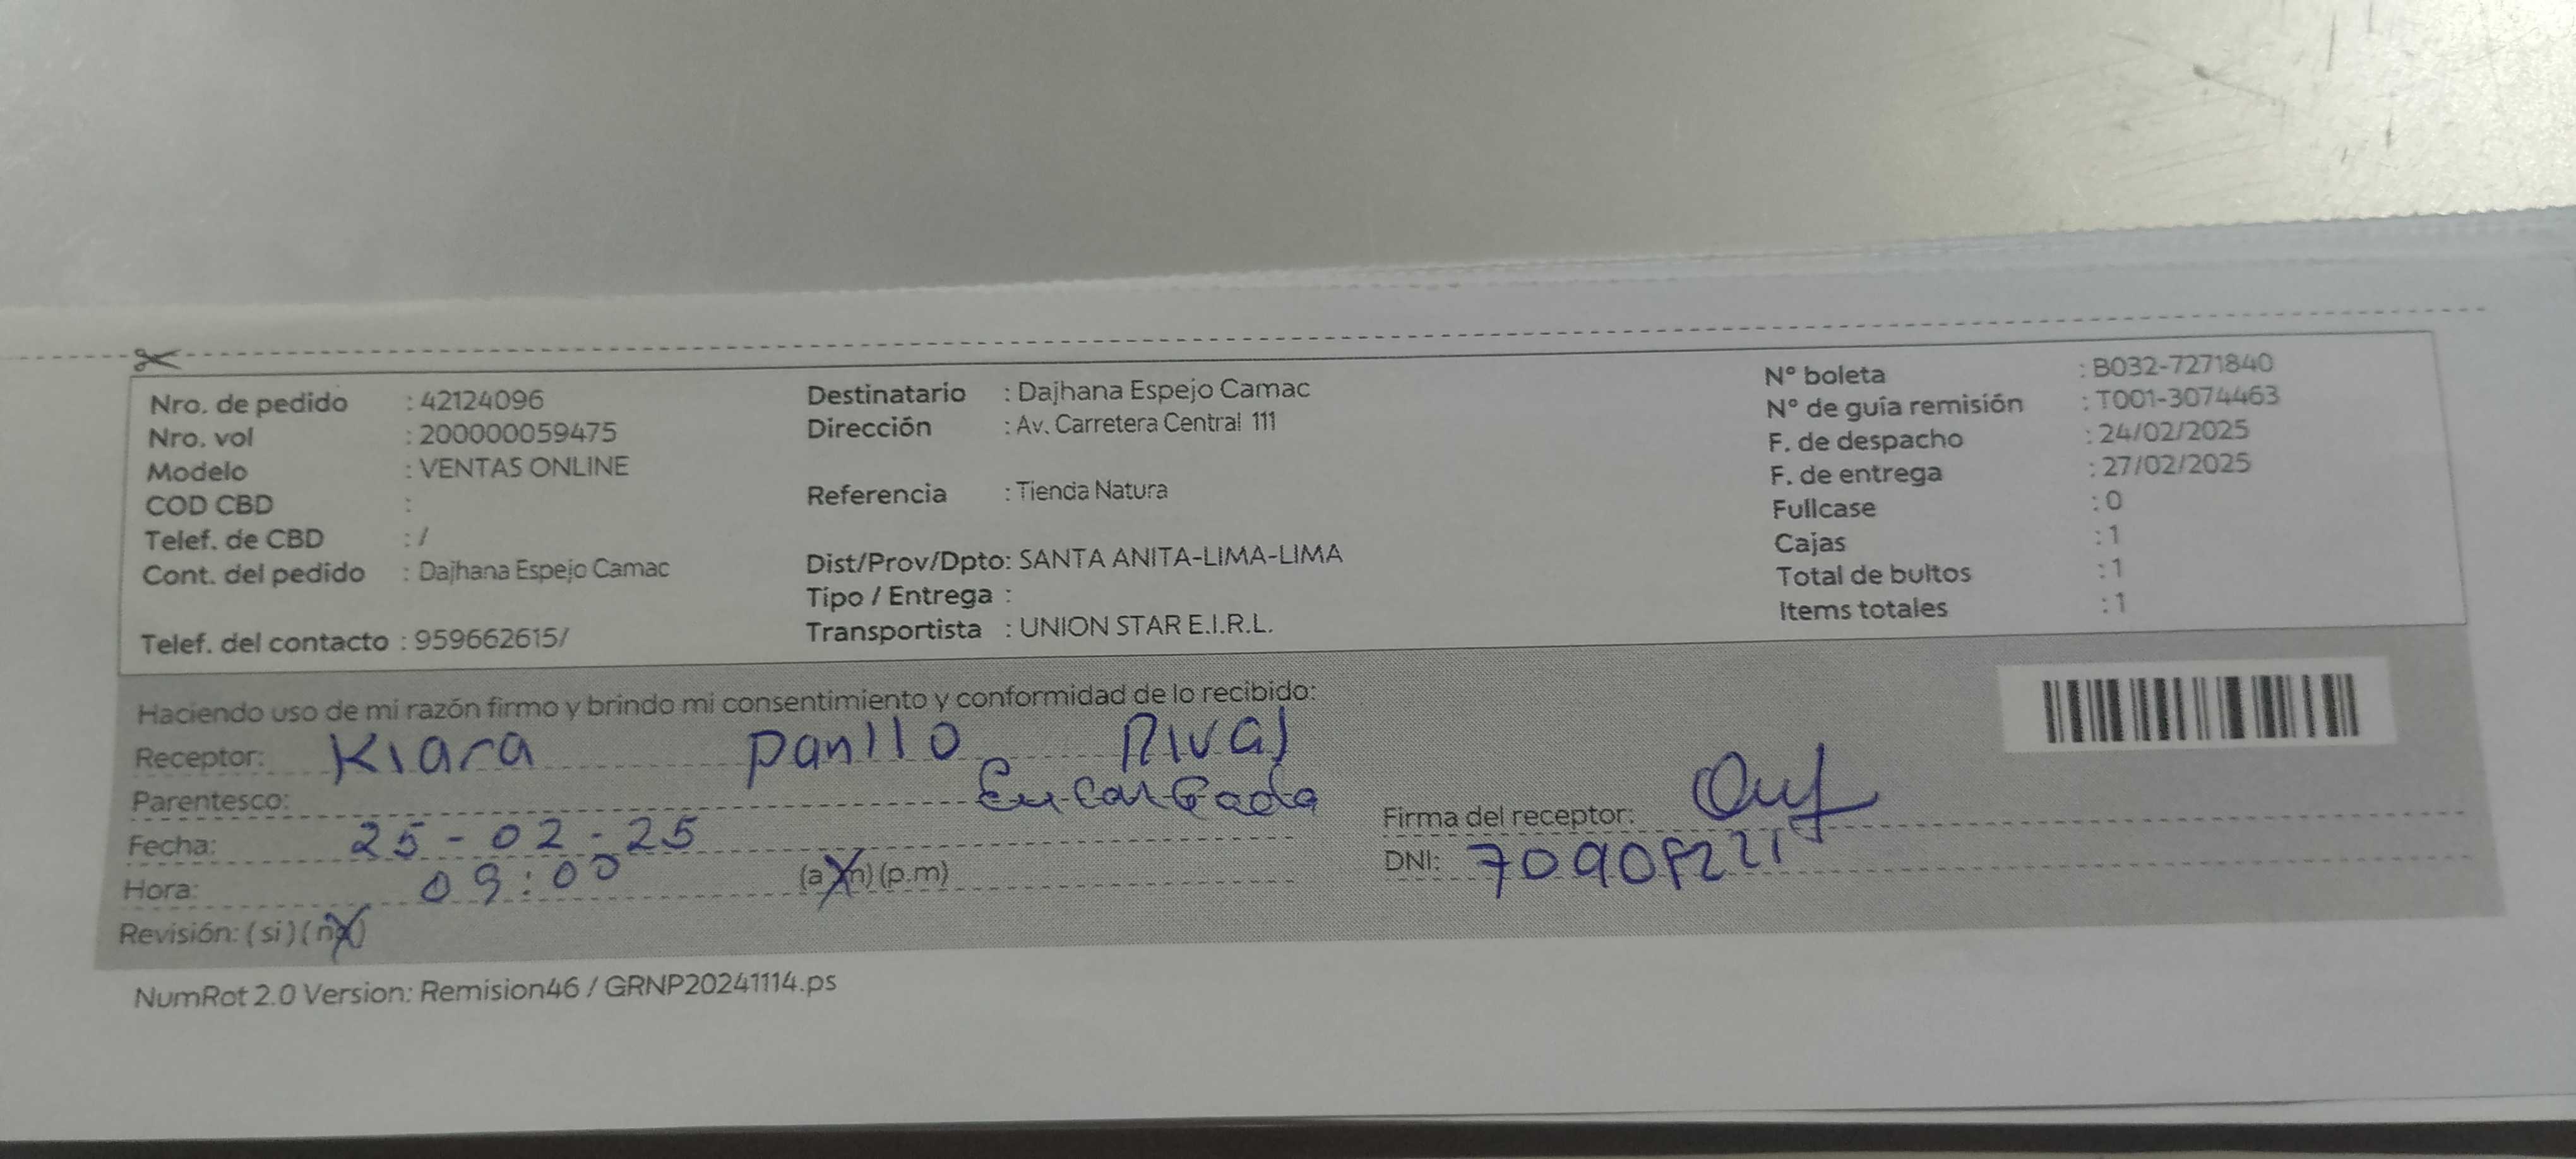 Nro. de pedido : 42124096
Nro. vol : 200000059475
Modelo : VENTAS ONLINE
COD CBD :
Telef. de CBD : /
Cont. del pedido : Dajhana Espejo Camac
Telef. del contacto : 959662615/
Destinatario : Dajhana Espejo Camac
Dirección : Av. Carretera Central 111
Referencia : Tienda Natura
Dist/Prov/Dpto: SANTA ANITA-LIMA-LIMA
Tipo / Entrega :
Transportista : UNION STAR E.I.R.L.
N° boleta : B032-7271840
N° de guía remisión : T001-3074463
F. de despacho : 24/02/2025
F. de entrega : 27/02/2025
Fullcase : 0
Cajas : 1
Total de bultos : 1
Items totales : 1
Haciendo uso de mi razón firmo y brindo mi consentimiento y conformidad de lo recibido:
Receptor: Kiara Panllo Rivas
Parentesco: Encargada
Fecha: 25-02-25
Hora: 09:00 (a.m) (p.m)
Revisión: (si) (no)
Firma del receptor:
DNI:
NumRot 2.0 Version: Remision46 / GRNP20241114.ps